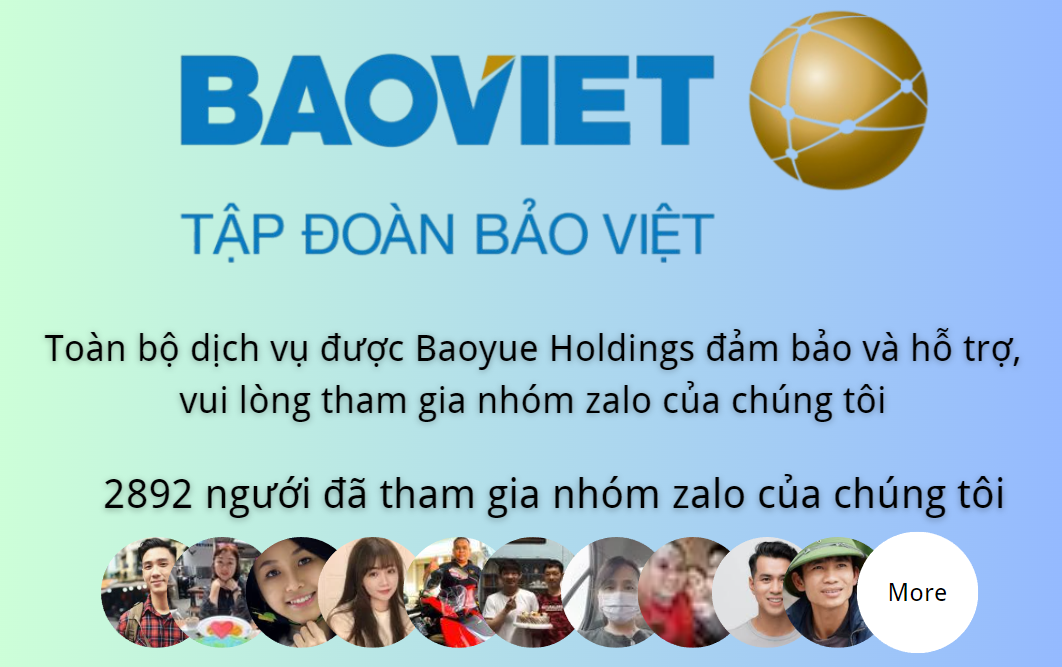 BAOVIET
TẬP ĐOÀN BẢO VIỆT
Toàn bộ dịch vụ được Baoyue Holdings đảm bảo và hỗ trợ,
vui lòng tham gia nhóm zalo của chúng tôi
2892 ngưới đã tham gia nhóm zalo của chúng tôi
More